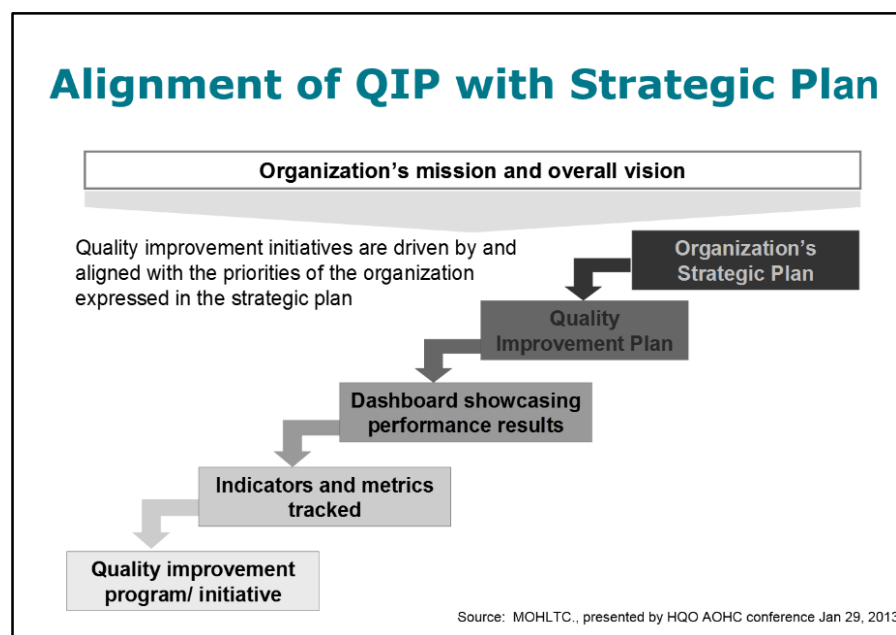 Alignment of QIP with Strategic Plan
Organization's mission and overall vision
Quality improvement initiatives are driven by and
aligned with the priorities of the organization
expressed in the strategic plan
Organization's
Strategic Plan
Quality
Improvement Plan
Dashboard showcasing
performance results
Indicators and metrics
tracked
Quality improvement
program/ initiative
Source:  MOHLTC., presented by HQO AOHC conference Jan 29, 2013